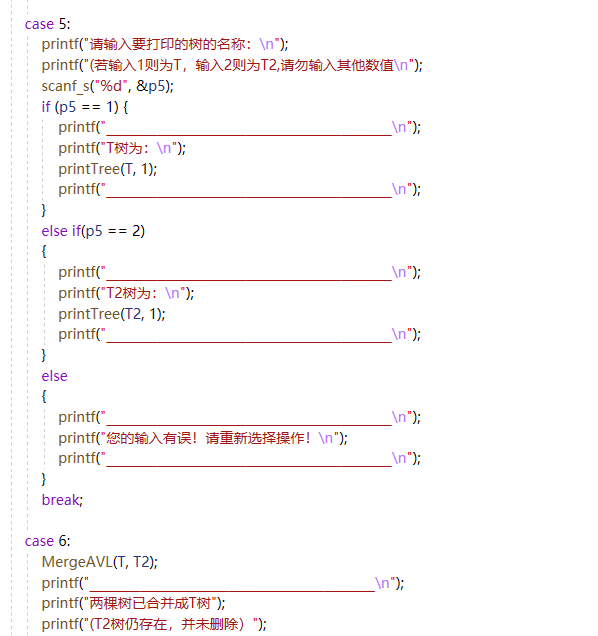 case 5:
printf("请输入要打印的树的名称：\n");
printf("(若输入1则为T，输入2则为T2,请勿输入其他数值\n");
scanf_s("%d", &p5);
if (p5 == 1) {
printf("________________________________________\n");
printf("T树为：\n");
printTree(T, 1);
printf("________________________________________\n");
}
else if(p5 == 2)
{
printf("________________________________________\n");
printf("T2树为：\n");
printTree(T2, 1);
printf("________________________________________\n");
}
else
{
printf("________________________________________\n");
printf("您的输入有误！请重新选择操作！\n");
printf("________________________________________\n");
}
break;
case 6:
MergeAVL(T, T2);
printf("________________________________________\n");
printf("两棵树已合并成T树");
printf("(T2树仍存在，并未删除）");